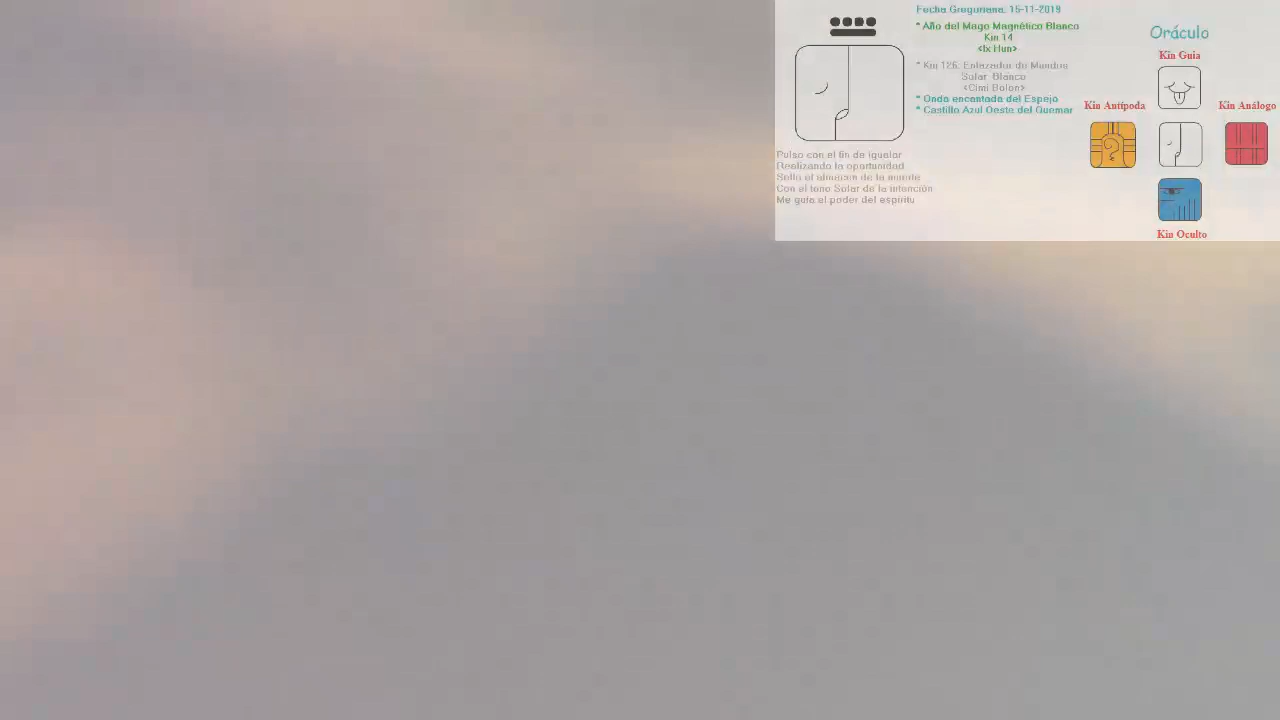 Fecha Gregoriana: 15-11-2019
* Año del Mago Magnético Blanco
Kin 14
<Ix Hun>
* Kin 126: Enlazador de Mundos
Solar Blanco
<Cimi Bolon>
* Onda encantada del Espejo
* Castillo Azul Oeste del Quemar
Pulso con el fin de igualar
Realizando la oportunidad
Sello el almacén de la muerte
Con el tono Solar de la intención
Me guía el poder del espíritu
Oráculo
Kin Guía
Kin Antípoda
Kin Análogo
Kin Oculto